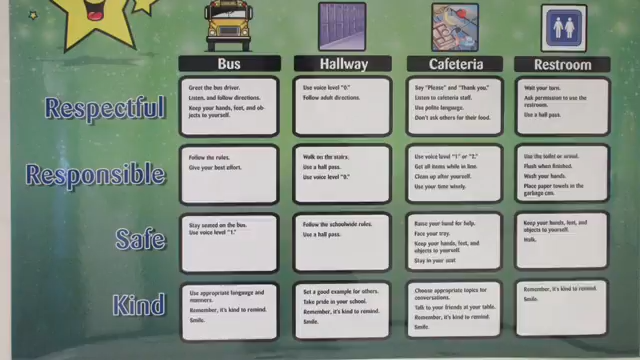 Bus
Hallway
Cafeteria
Restroom
Respectful
Greet the bus driver.
Listen, and follow directions.
Keep your hands, feet, and ob-
jects to yourself.
Use voice level "0."
Follow adult directions.
Say "Please" and "Thank you."
Listen to cafeteria staff.
Use polite language.
Don't ask others for their food.
Wait your turn.
Ask permission to use the
restroom.
Use a hall pass.
Responsible
Follow the rules.
Give your best effort.
Walk on the stairs.
Use a hall pass.
Use voice level "0."
Use voice level "1" or "2."
Get all items while in line.
Clean up after yourself.
Use your time wisely.
Use the toilet or urinal.
Flush when finished.
Wash your hands.
Place paper towels in the
garbage can.
Safe
Stay seated on the bus.
Use voice level "1."
Follow the schoolwide rules.
Use a hall pass.
Raise your hand for help.
Face your tray.
Keep your hands, feet, and
objects to yourself.
Stay in your seat
Keep your hands, feet, and
objects to yourself.
Walk.
Kind
Use appropriate language and
manners.
Remember, it's kind to remind.
Smile.
Set a good example for others.
Take pride in your school.
Remember, it's kind to remind.
Smile.
Choose appropriate topics for
conversations.
Talk to your friends at your table.
Remember, it's kind to remind.
Smile.
Remember, it's kind to remind.
Smile.